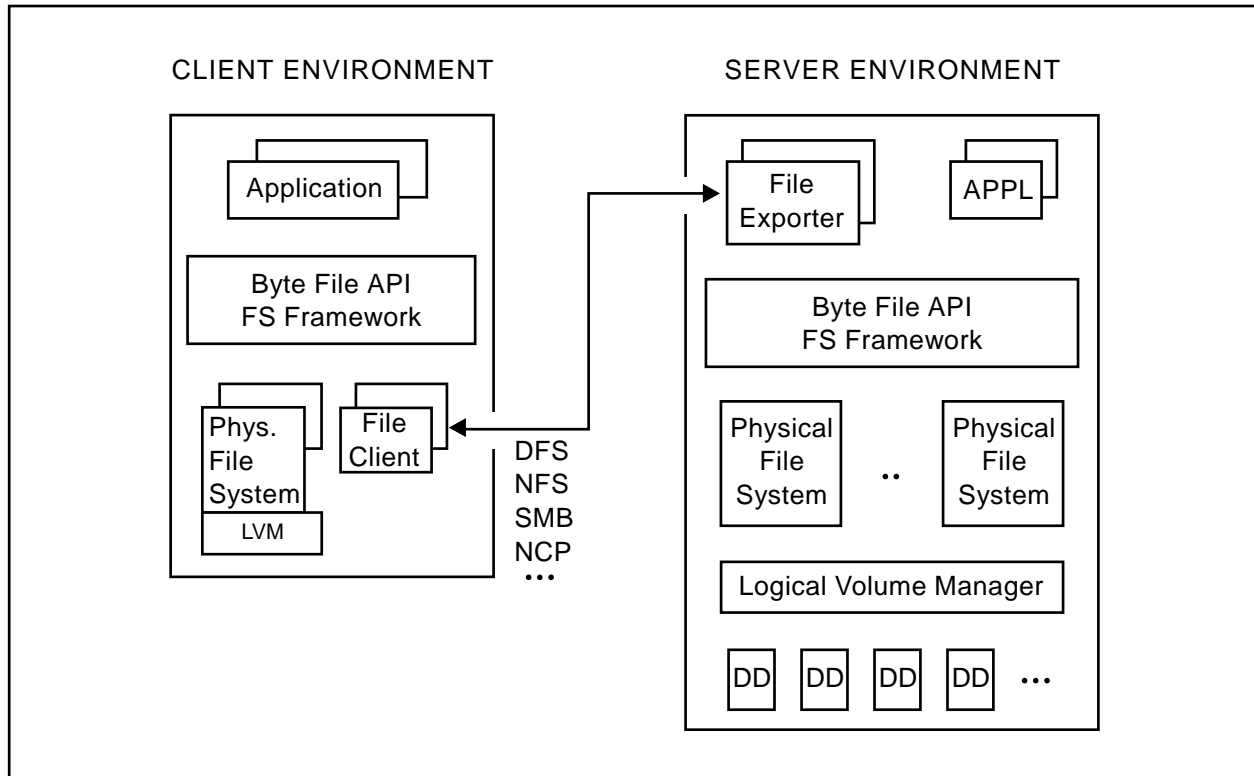 CLIENT ENVIRONMENT
Application
Byte File API
FS Framework
Phys.
File
System
LVM
File
Client
DFS
NFS
SMB
NCP
...
SERVER ENVIRONMENT
File
Exporter
APPL
Byte File API
FS Framework
Physical
File
System
..
Physical
File
System
Logical Volume Manager
DD
DD
DD
DD
...